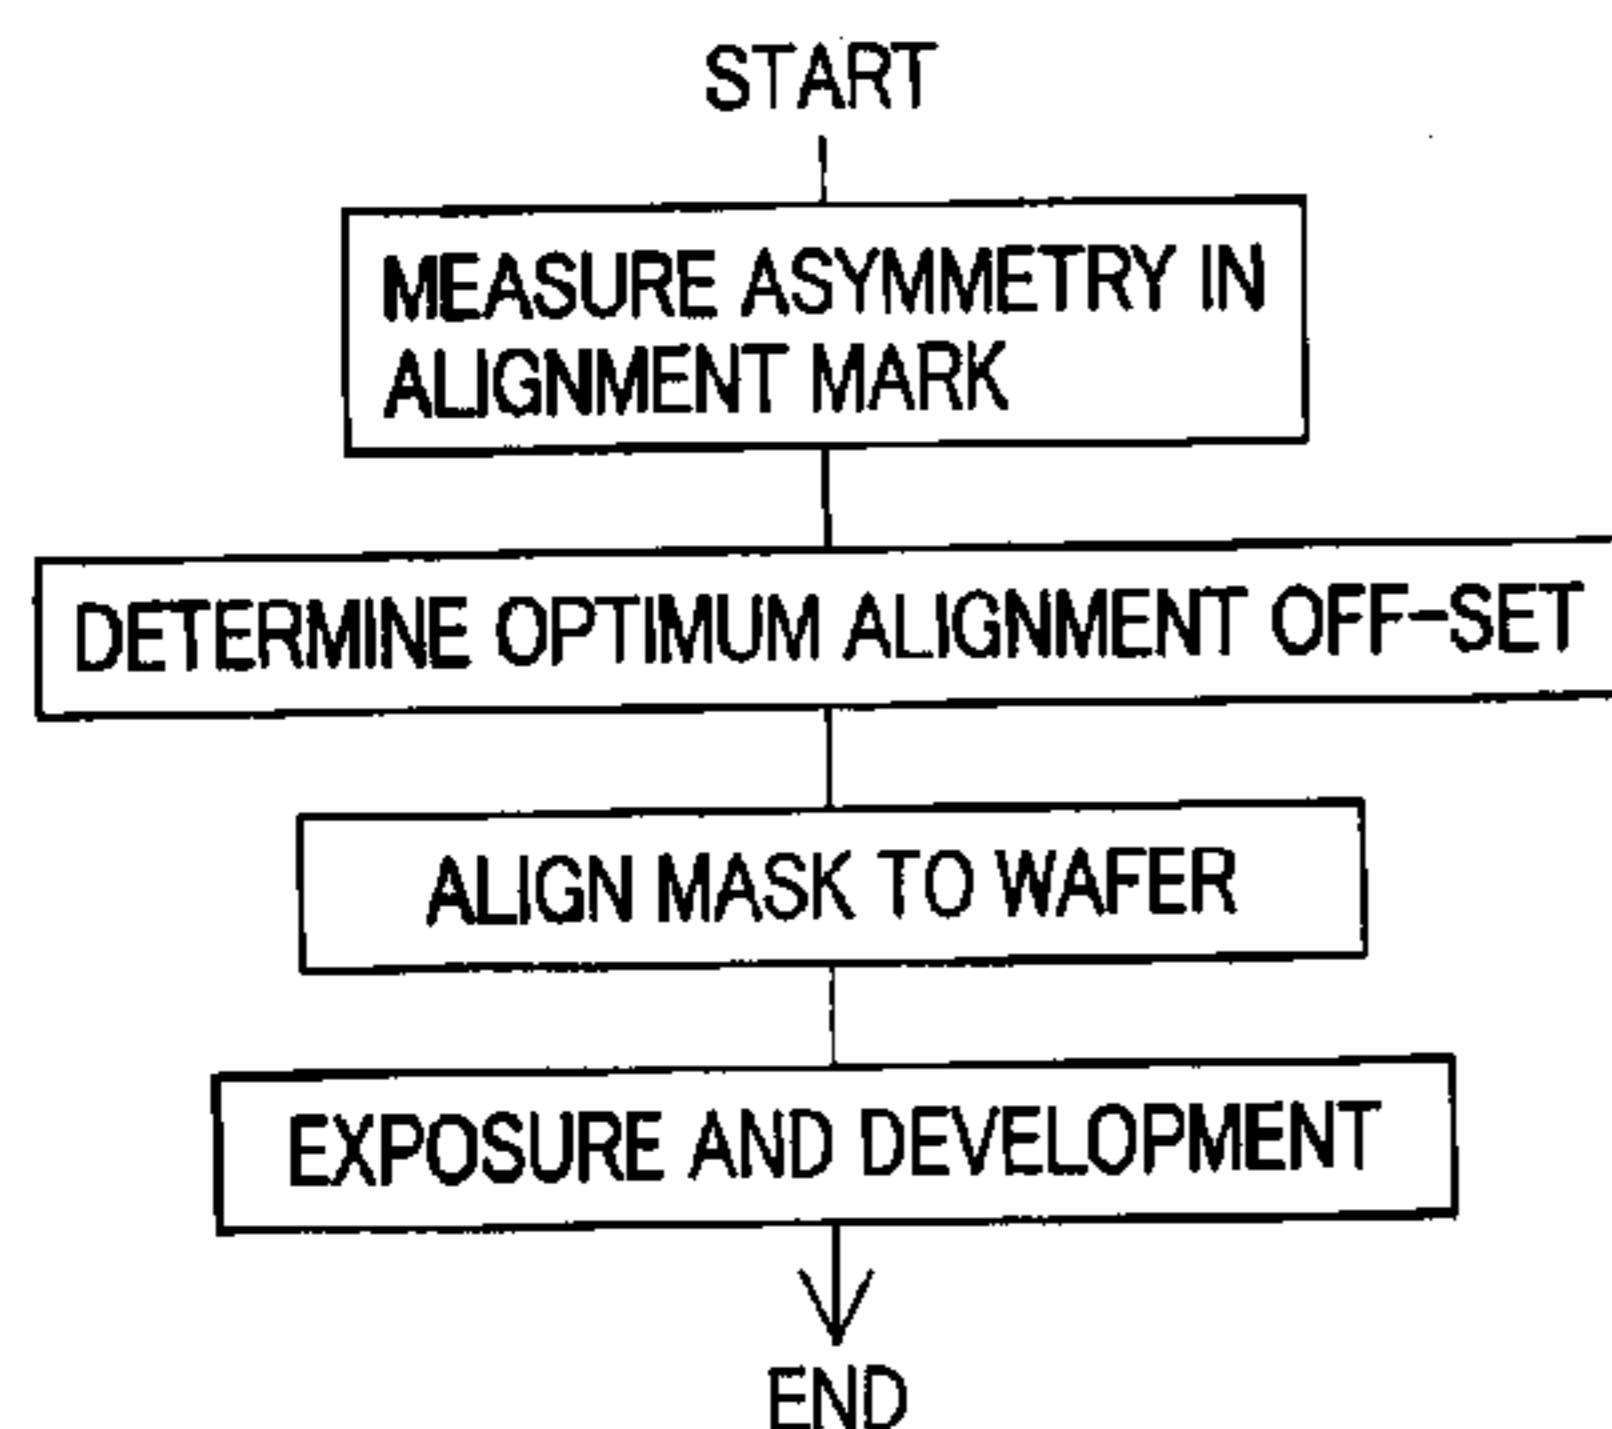 START
MEASURE ASYMMETRY IN
ALIGNMENT MARK
DETERMINE OPTIMUM ALIGNMENT OFF-SET
ALIGN MASK TO WAFER
EXPOSURE AND DEVELOPMENT
END